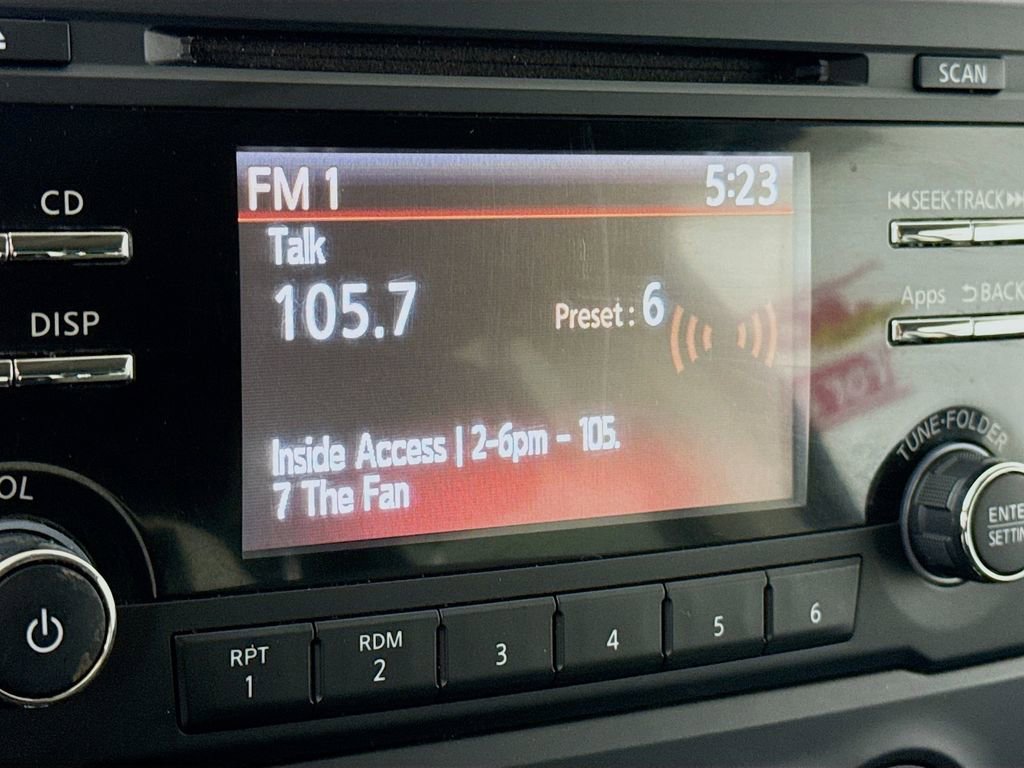 SCAN
CD
FM 1
5:23
SEEK·TRACK
Talk
105.7
Preset: 6
Apps
BACK
DISP
TUNE·FOLDER
Inside Access | 2-6pm - 105.
7 The Fan
OL
ENTE
SETTIN
RPT
1
RDM
2
3
4
5
6